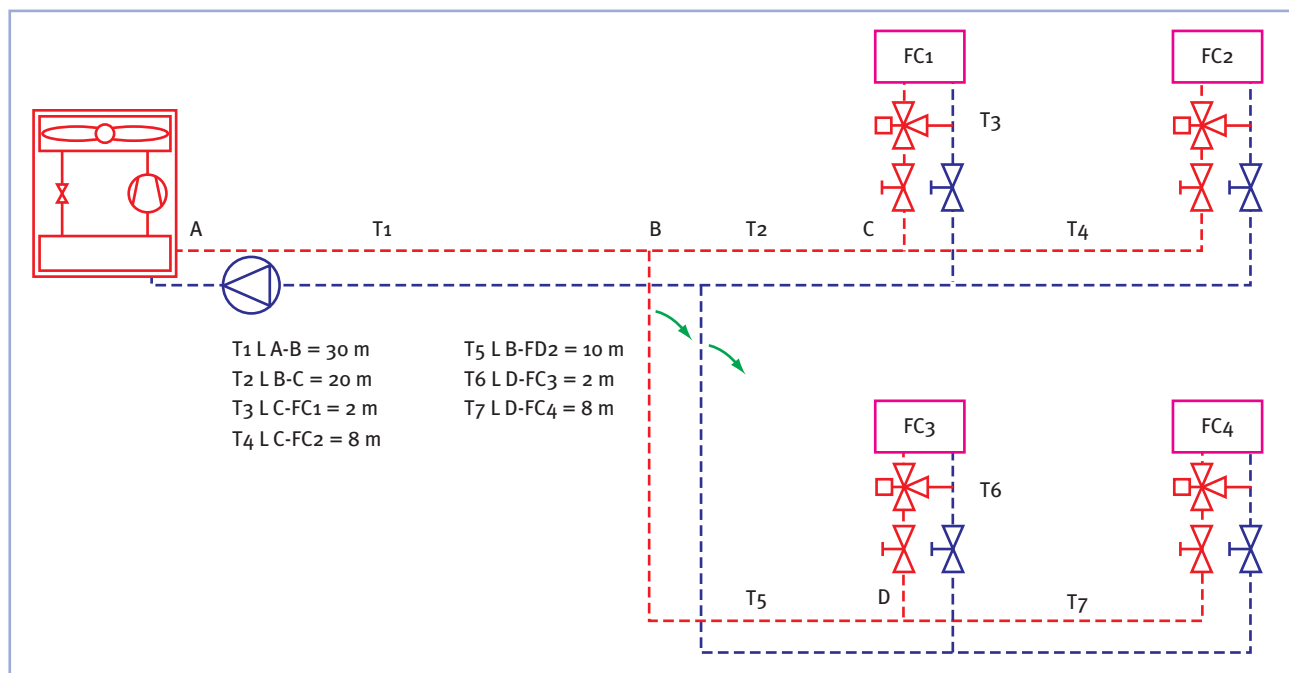 FC1
FC2
T3
A
T1
B
T2
C
T4
T1 L A-B = 30 m
T2 L B-C = 20 m
T3 L C-FC1 = 2 m
T4 L C-FC2 = 8 m
T5 L B-FD2 = 10 m
T6 L D-FC3 = 2 m
T7 L D-FC4 = 8 m
FC3
FC4
T6
T5
D
T7